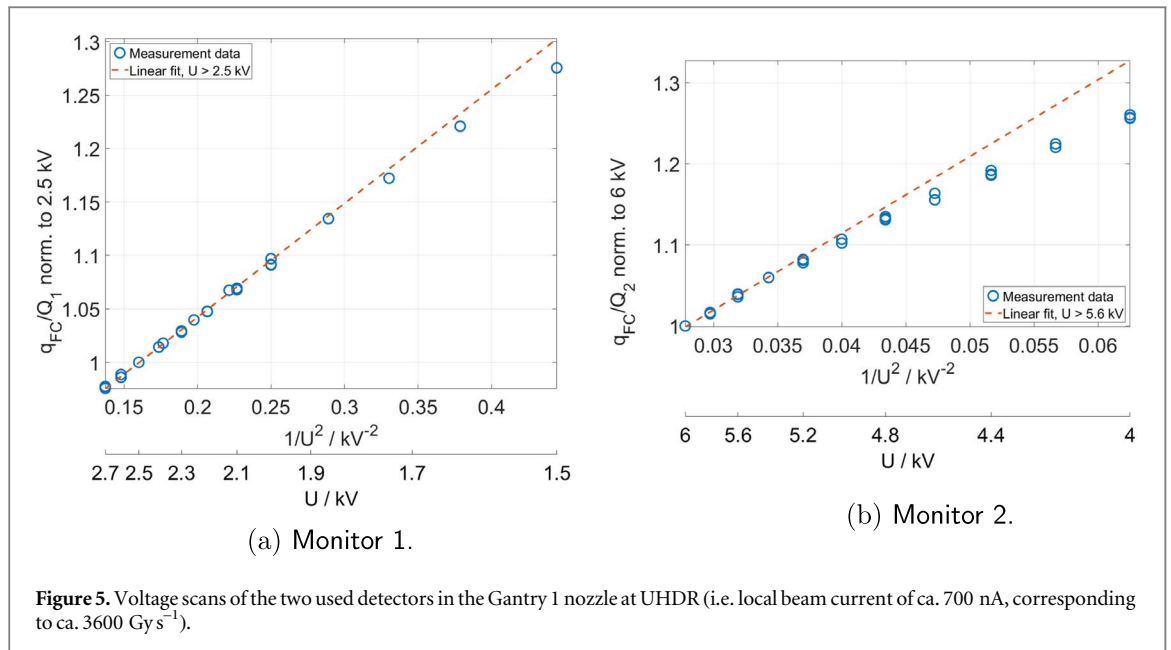 1.3
1.25
1.2
1.15
1.1
1.05
1
q_FC/Q_1 norm. to 2.5 kV
Measurement data
Linear fit, U > 2.5 kV
0.15 0.2 0.25 0.3 0.35 0.4
1/U² / kV⁻²
2.7 2.5 2.3 2.1 1.9 1.7 1.5
U / kV
(a) Monitor 1.
1.3
1.2
1.1
1
q_FC/Q_2 norm. to 6 kV
Measurement data
Linear fit, U > 5.6 kV
0.03 0.035 0.04 0.045 0.05 0.055 0.06
1/U² / kV⁻²
6 5.6 5.2 4.8 4.4 4
U / kV
(b) Monitor 2.
Figure 5. Voltage scans of the two used detectors in the Gantry 1 nozzle at UHDR (i.e. local beam current of ca. 700 nA, corresponding
to ca. 3600 Gy s⁻¹).